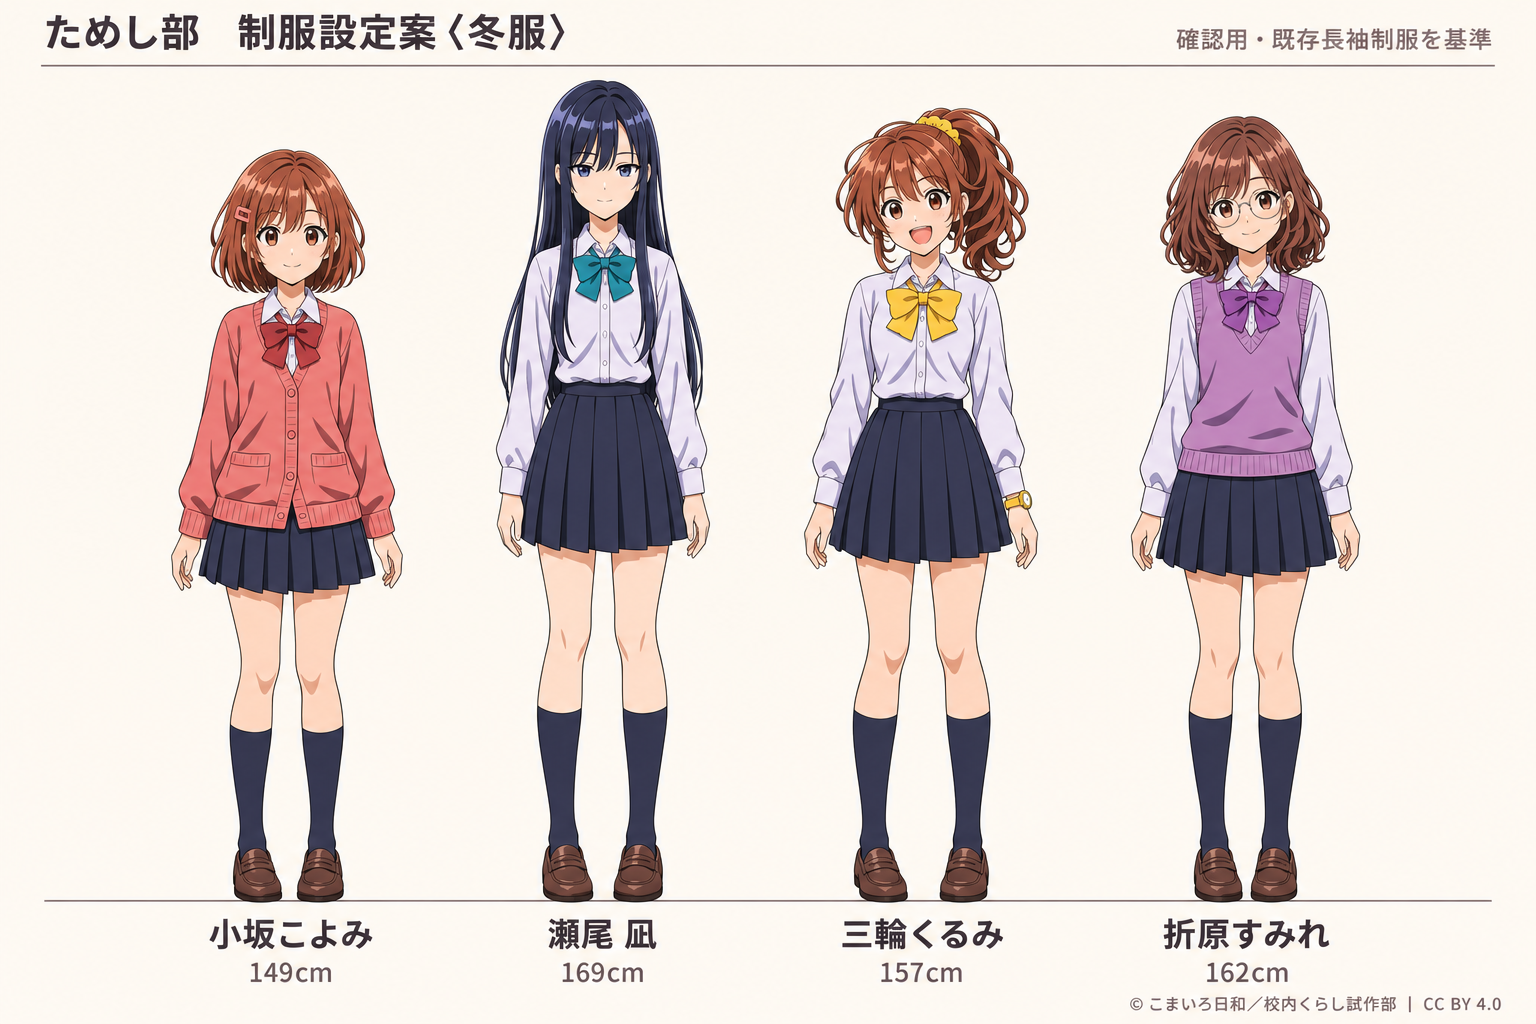 ためし部　制服設定案〈冬服〉
確認用・既存長袖制服を基準
小坂こよみ
149cm
瀬尾 凪
169cm
三輪くるみ
157cm
折原すみれ
162cm
© こまいろ日和／校内くらし試作部 | CC BY 4.0